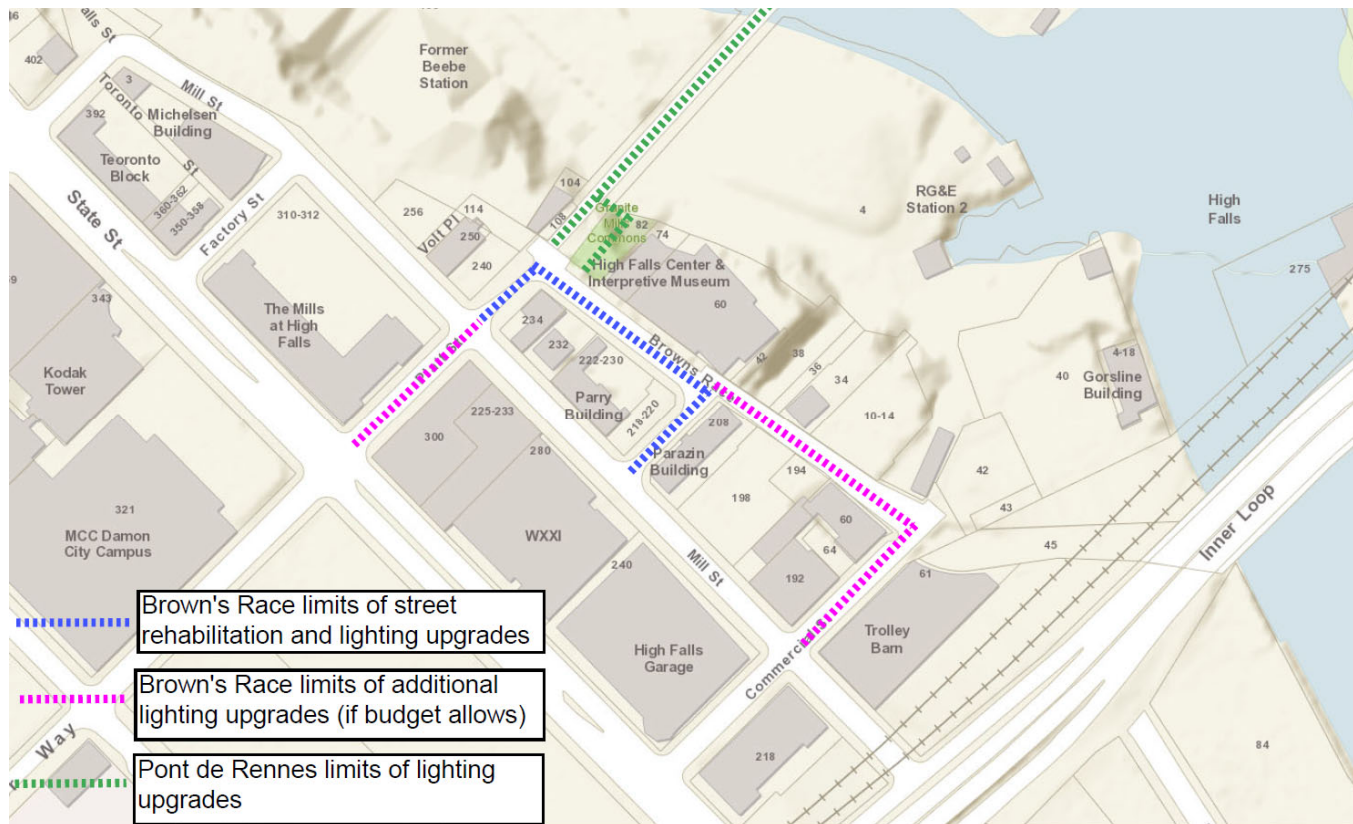 alls St
402
Former
Beebe
Station
3
Mill St
Toronto
St
Michelsen
Building
392
Teoronto
Block
360-362
350-358
State St
Factory St
310-312
256
Volt Pl
114
250
240
104
108
Granite
Mill
Commons
82
74
High Falls Center &
Interpretive Museum
60
4
RG&E
Station 2
High
Falls
275
343
Kodak
Tower
The Mills
at High
Falls
234
232
222-230
Parry
Building
218-220
Browns Race
42
38
36
34
10-14
40
4-18
Gorsline
Building
225-233
300
280
208
Parazin
Building
194
198
42
43
45
Inner Loop
321
MCC Damon
City Campus
WXXI
Mill St
60
64
192
61
240
High Falls
Garage
Trolley
Barn
218
84
Way
Brown's Race limits of street
rehabilitation and lighting upgrades
Brown's Race limits of additional
lighting upgrades (if budget allows)
Pont de Rennes limits of lighting
upgrades